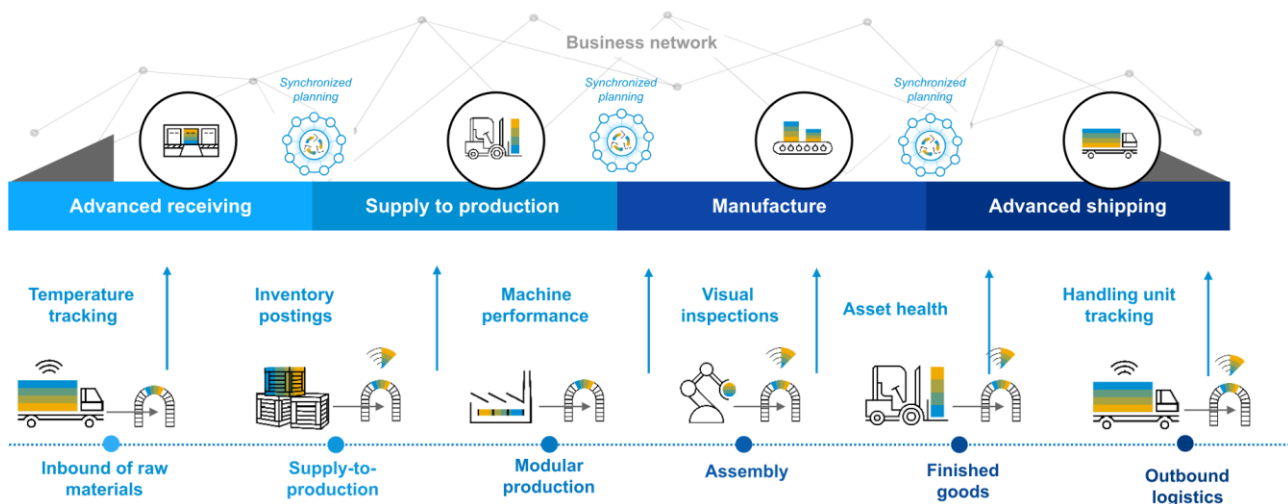 Business network
Synchronized
planning
Synchronized
planning
Synchronized
planning
Advanced receiving
Supply to production
Manufacture
Advanced shipping
Temperature
tracking
Inventory
postings
Machine
performance
Visual
inspections
Asset health
Handling unit
tracking
Inbound of raw
materials
Supply-to-
production
Modular
production
Assembly
Finished
goods
Outbound
logistics